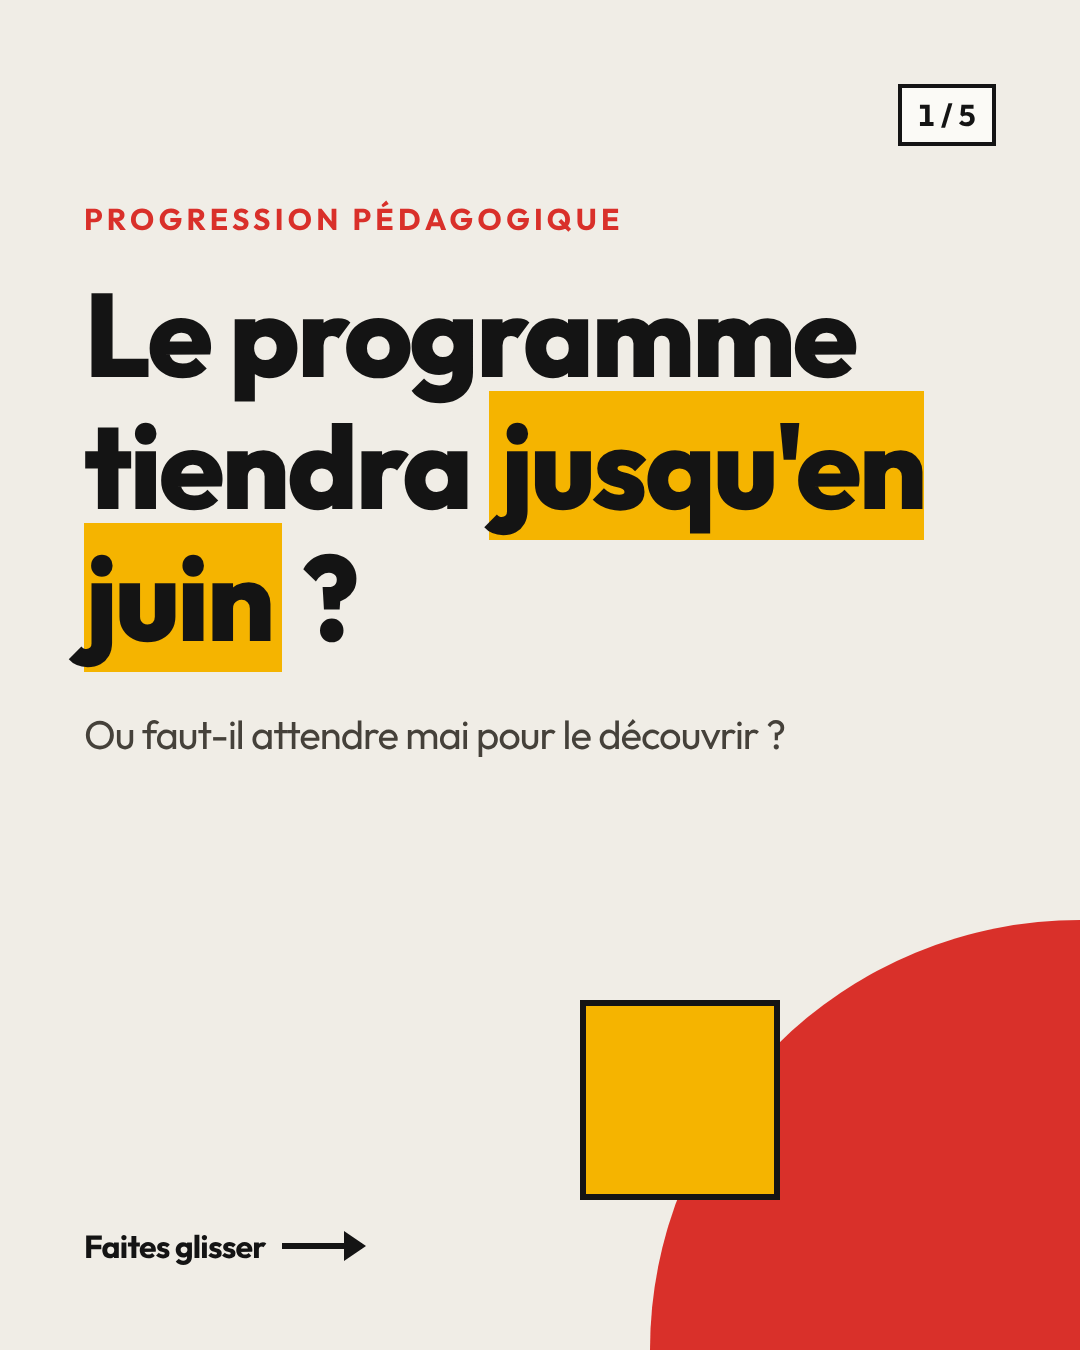 1/5
PROGRESSION PÉDAGOGIQUE
Le programme
tiendra jusqu'en
juin ?
Ou faut-il attendre mai pour le découvrir ?
Faites glisser